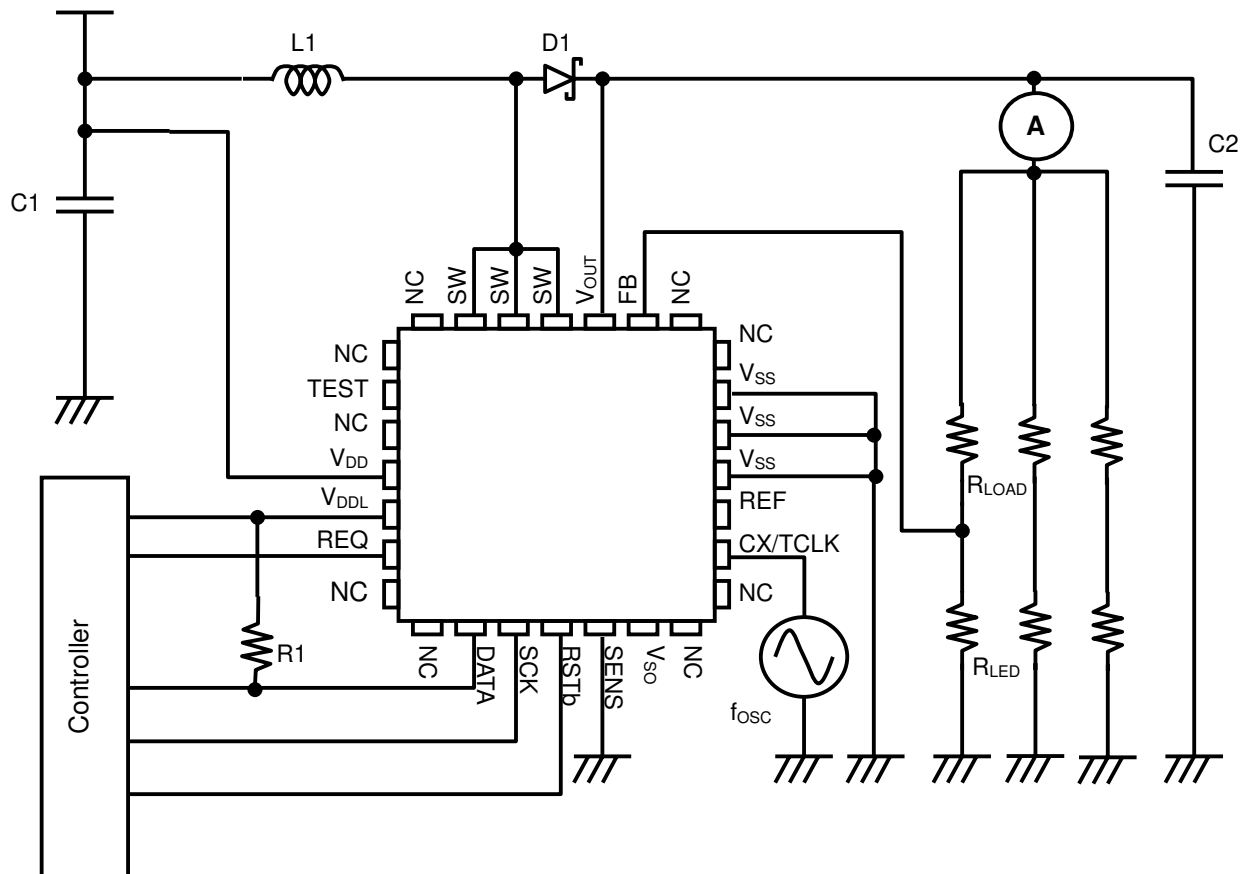 L1
D1
A
C2
C1
NC
SW
SW
SW
VOUT
FB
NC
NC
TEST
NC
VDD
VDDL
REQ
NC
NC
VSS
VSS
VSS
REF
CX/TCLK
NC
NC
DATA
SCK
RSTb
SENS
VSO
NC
RLOAD
RLED
R1
fOSC
Controller